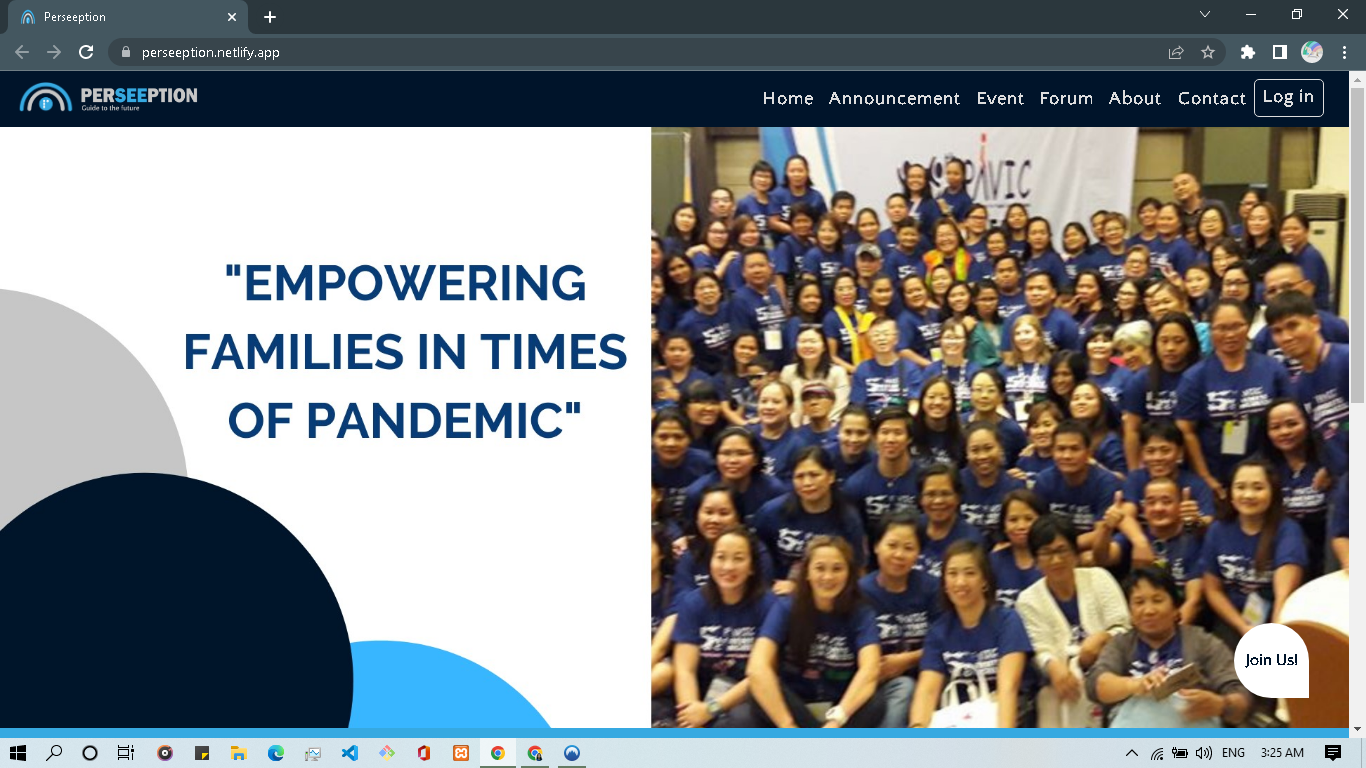 Perseeption
perseeption.netlify.app
PERSEEPTION
Guide to the future
Home Announcement Event Forum About Contact Log in
"EMPOWERING
FAMILIES IN TIMES
OF PANDEMIC"
PAVIC
Join Us!
ENG 3:25 AM